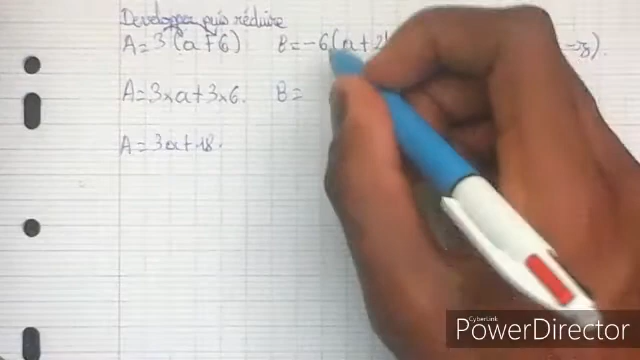 Developper puis réduire
A = 3 (a + 6) B = -6(a + 2
A = 3 x a + 3 x 6. B =
A = 3a + 18.
CyberLink
PowerDirector